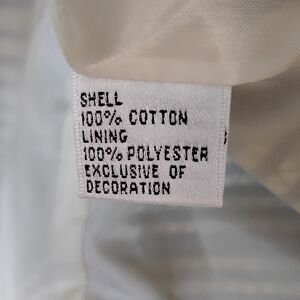 SHELL
100% COTTON
LINING
100% POLYESTER
EXCLUSIVE OF
DECORATION